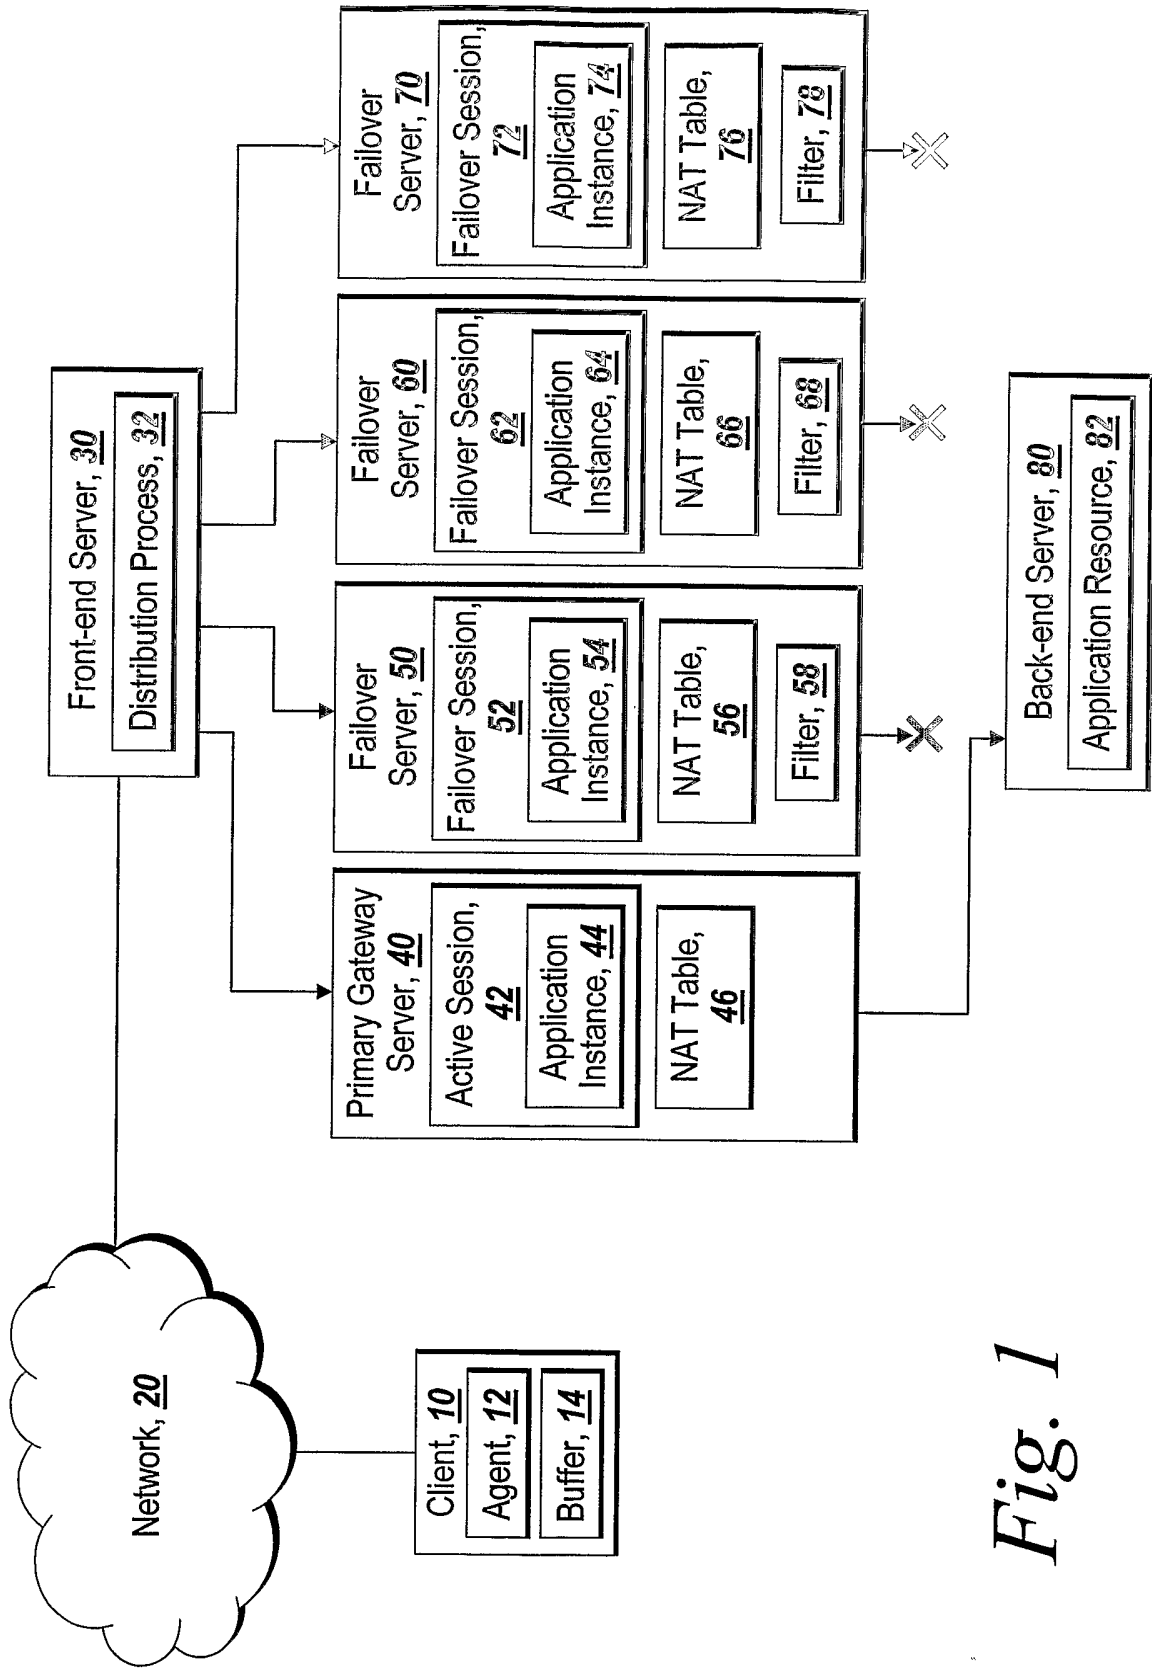 Network, 20
Client, 10
Agent, 12
Buffer, 14
Front-end Server, 30
Distribution Process, 32
Primary Gateway
Server, 40
Active Session,
42
Application
Instance, 44
NAT Table,
46
Failover
Server, 50
Failover Session,
52
Application
Instance, 54
NAT Table,
56
Filter, 58
Failover
Server, 60
Failover Session,
62
Application
Instance, 64
NAT Table,
66
Filter, 68
Failover
Server, 70
Failover Session,
72
Application
Instance, 74
NAT Table,
76
Filter, 78
Back-end Server, 80
Application Resource, 82
Fig. 1